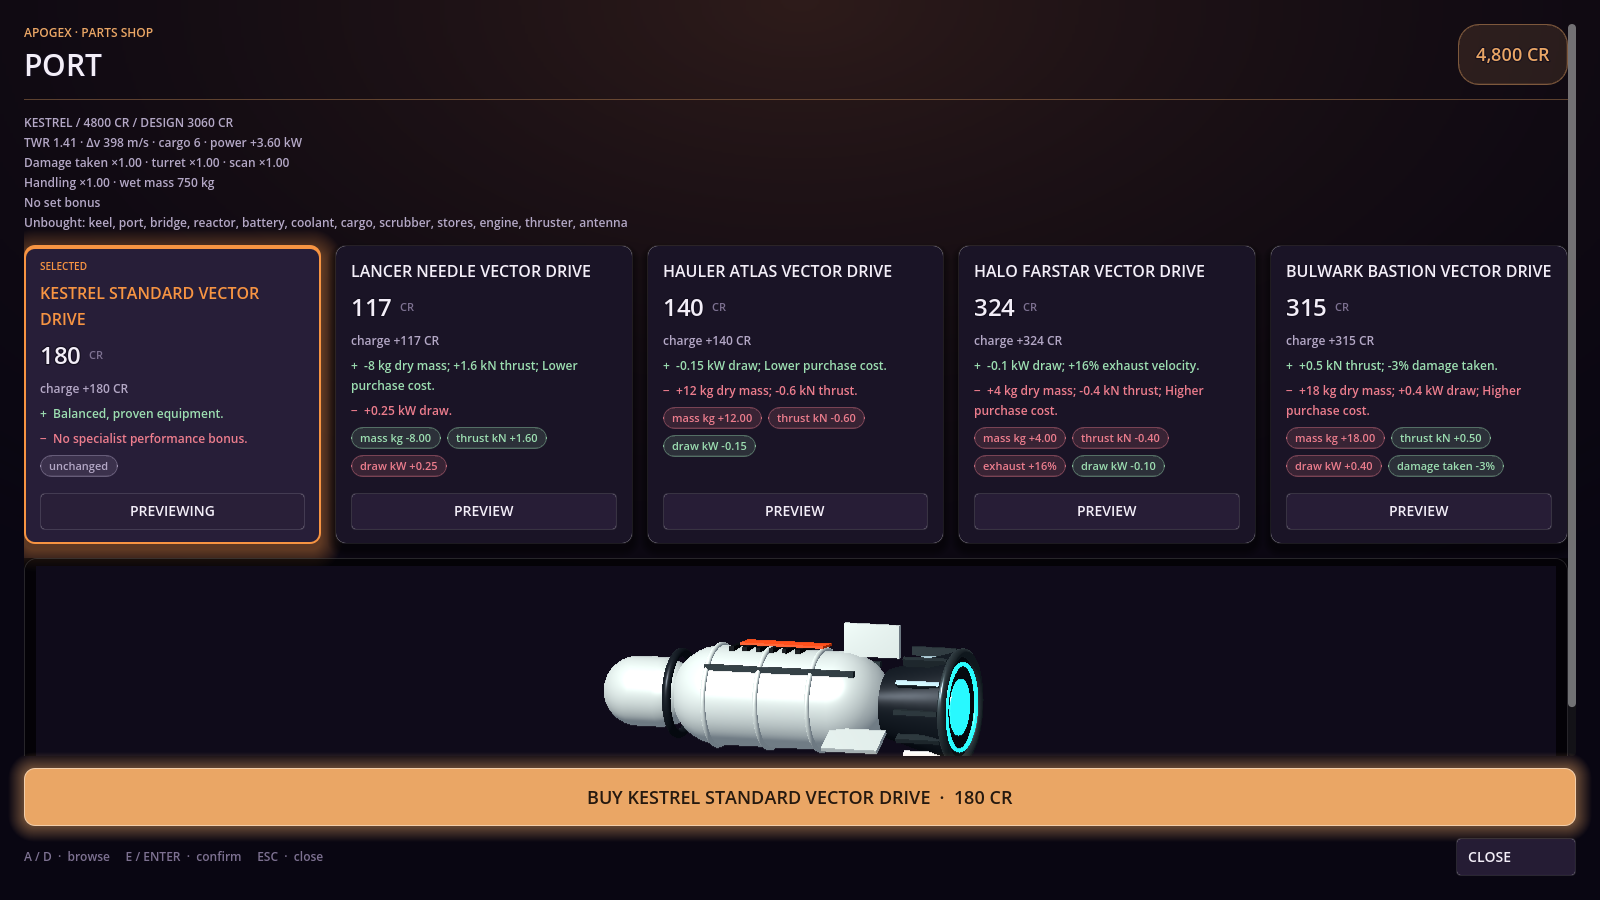 APOGEX · PARTS SHOP
PORT
4,800 CR
KESTREL / 4800 CR / DESIGN 3060 CR
TWR 1.41 · Δv 398 m/s · cargo 6 · power +3.60 kW
Damage taken ×1.00 · turret ×1.00 · scan ×1.00
Handling ×1.00 · wet mass 750 kg
No set bonus
Unbought: keel, port, bridge, reactor, battery, coolant, cargo, scrubber, stores, engine, thruster, antenna
SELECTED
KESTREL STANDARD VECTOR
DRIVE
180 CR
charge +180 CR
+ Balanced, proven equipment.
− No specialist performance bonus.
unchanged
PREVIEWING
LANCER NEEDLE VECTOR DRIVE
117 CR
charge +117 CR
+ -8 kg dry mass; +1.6 kN thrust; Lower
purchase cost.
− +0.25 kW draw.
mass kg -8.00 thrust kN +1.60
draw kW +0.25
PREVIEW
HAULER ATLAS VECTOR DRIVE
140 CR
charge +140 CR
+ -0.15 kW draw; Lower purchase cost.
− +12 kg dry mass; -0.6 kN thrust.
mass kg +12.00 thrust kN -0.60
draw kW -0.15
PREVIEW
HALO FARSTAR VECTOR DRIVE
324 CR
charge +324 CR
+ -0.1 kW draw; +16% exhaust velocity.
− +4 kg dry mass; -0.4 kN thrust; Higher
purchase cost.
mass kg +4.00 thrust kN -0.40
exhaust +16% draw kW -0.10
PREVIEW
BULWARK BASTION VECTOR DRIVE
315 CR
charge +315 CR
+ +0.5 kN thrust; -3% damage taken.
− +18 kg dry mass; +0.4 kW draw; Higher
purchase cost.
mass kg +18.00 thrust kN +0.50
draw kW +0.40 damage taken -3%
PREVIEW
BUY KESTREL STANDARD VECTOR DRIVE · 180 CR
A / D · browse E / ENTER · confirm ESC · close
CLOSE